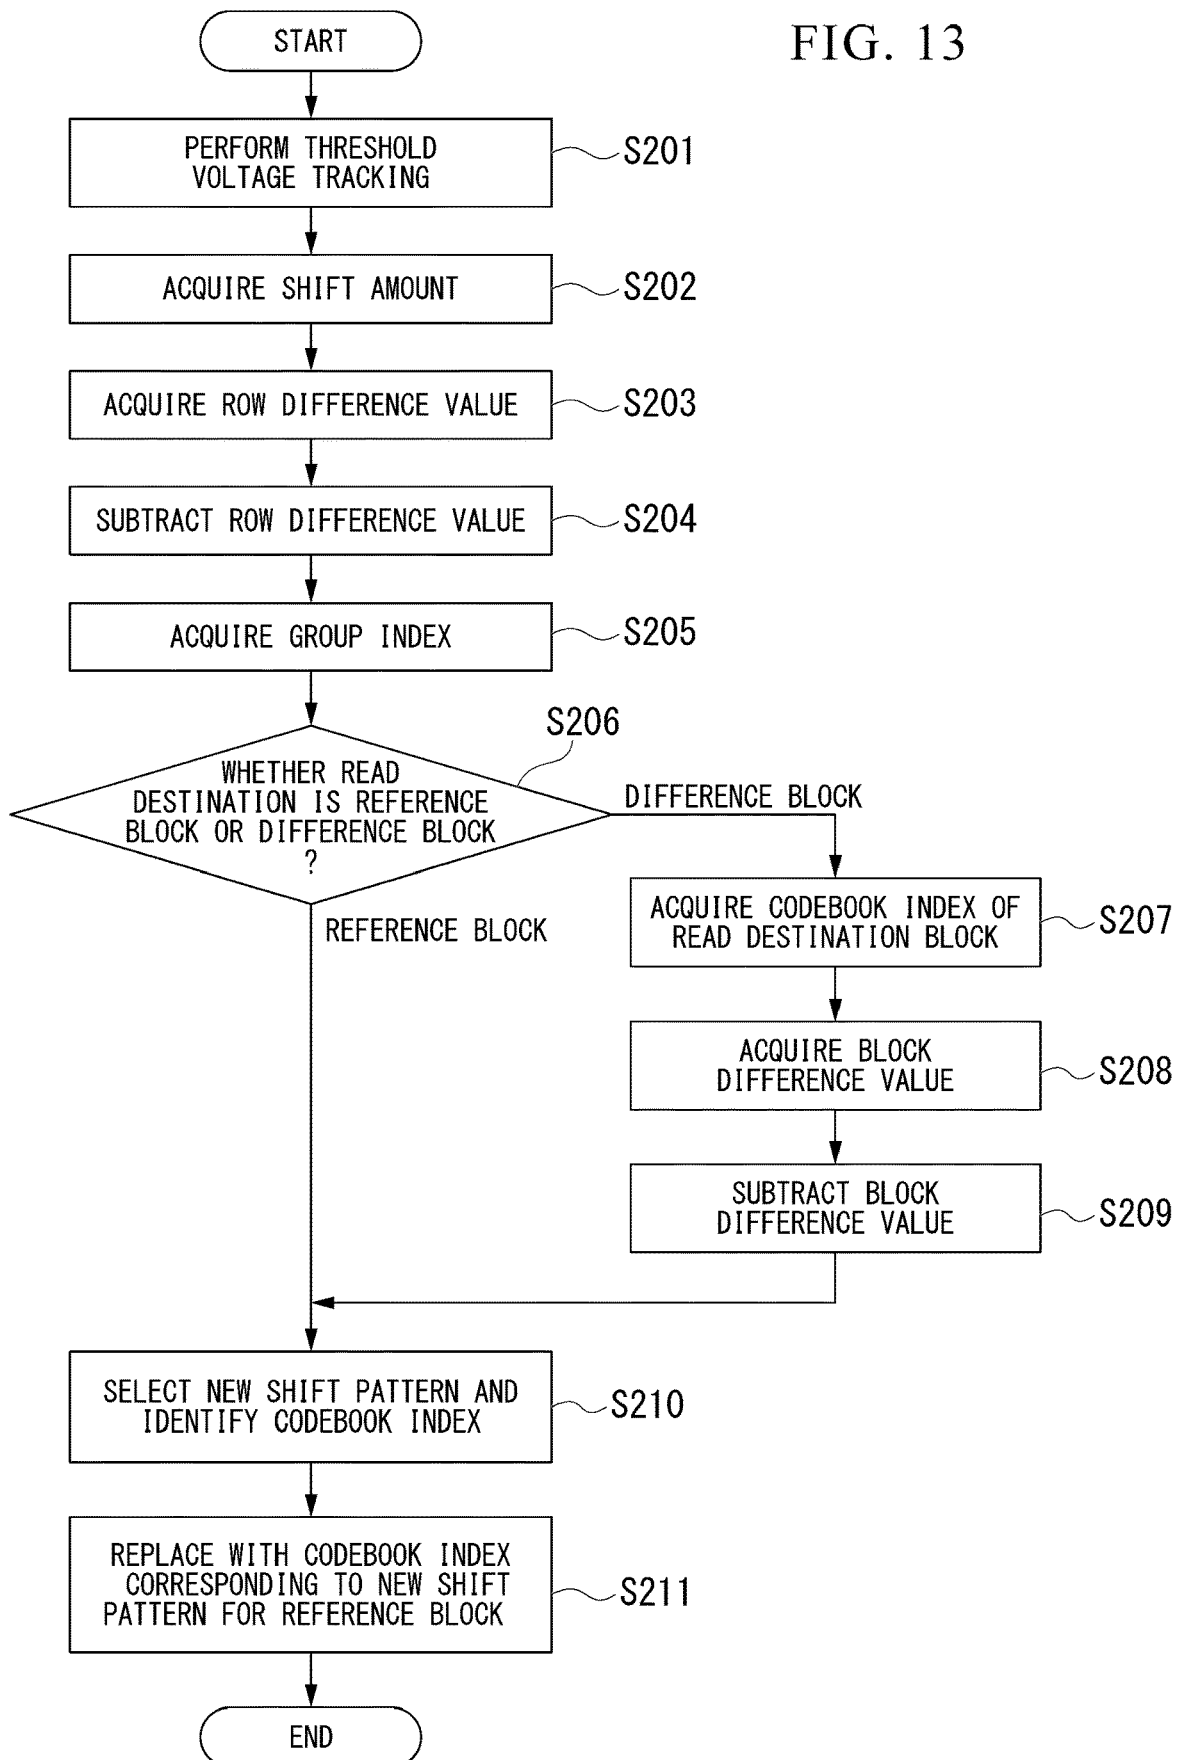 FIG. 13
START
PERFORM THRESHOLD
VOLTAGE TRACKING
S201
ACQUIRE SHIFT AMOUNT
S202
ACQUIRE ROW DIFFERENCE VALUE
S203
SUBTRACT ROW DIFFERENCE VALUE
S204
ACQUIRE GROUP INDEX
S205
S206
WHETHER READ
DESTINATION IS REFERENCE
BLOCK OR DIFFERENCE BLOCK
?
DIFFERENCE BLOCK
REFERENCE BLOCK
ACQUIRE CODEBOOK INDEX OF
READ DESTINATION BLOCK
S207
ACQUIRE BLOCK
DIFFERENCE VALUE
S208
SUBTRACT BLOCK
DIFFERENCE VALUE
S209
SELECT NEW SHIFT PATTERN AND
IDENTIFY CODEBOOK INDEX
S210
REPLACE WITH CODEBOOK INDEX
CORRESPONDING TO NEW SHIFT
PATTERN FOR REFERENCE BLOCK
S211
END